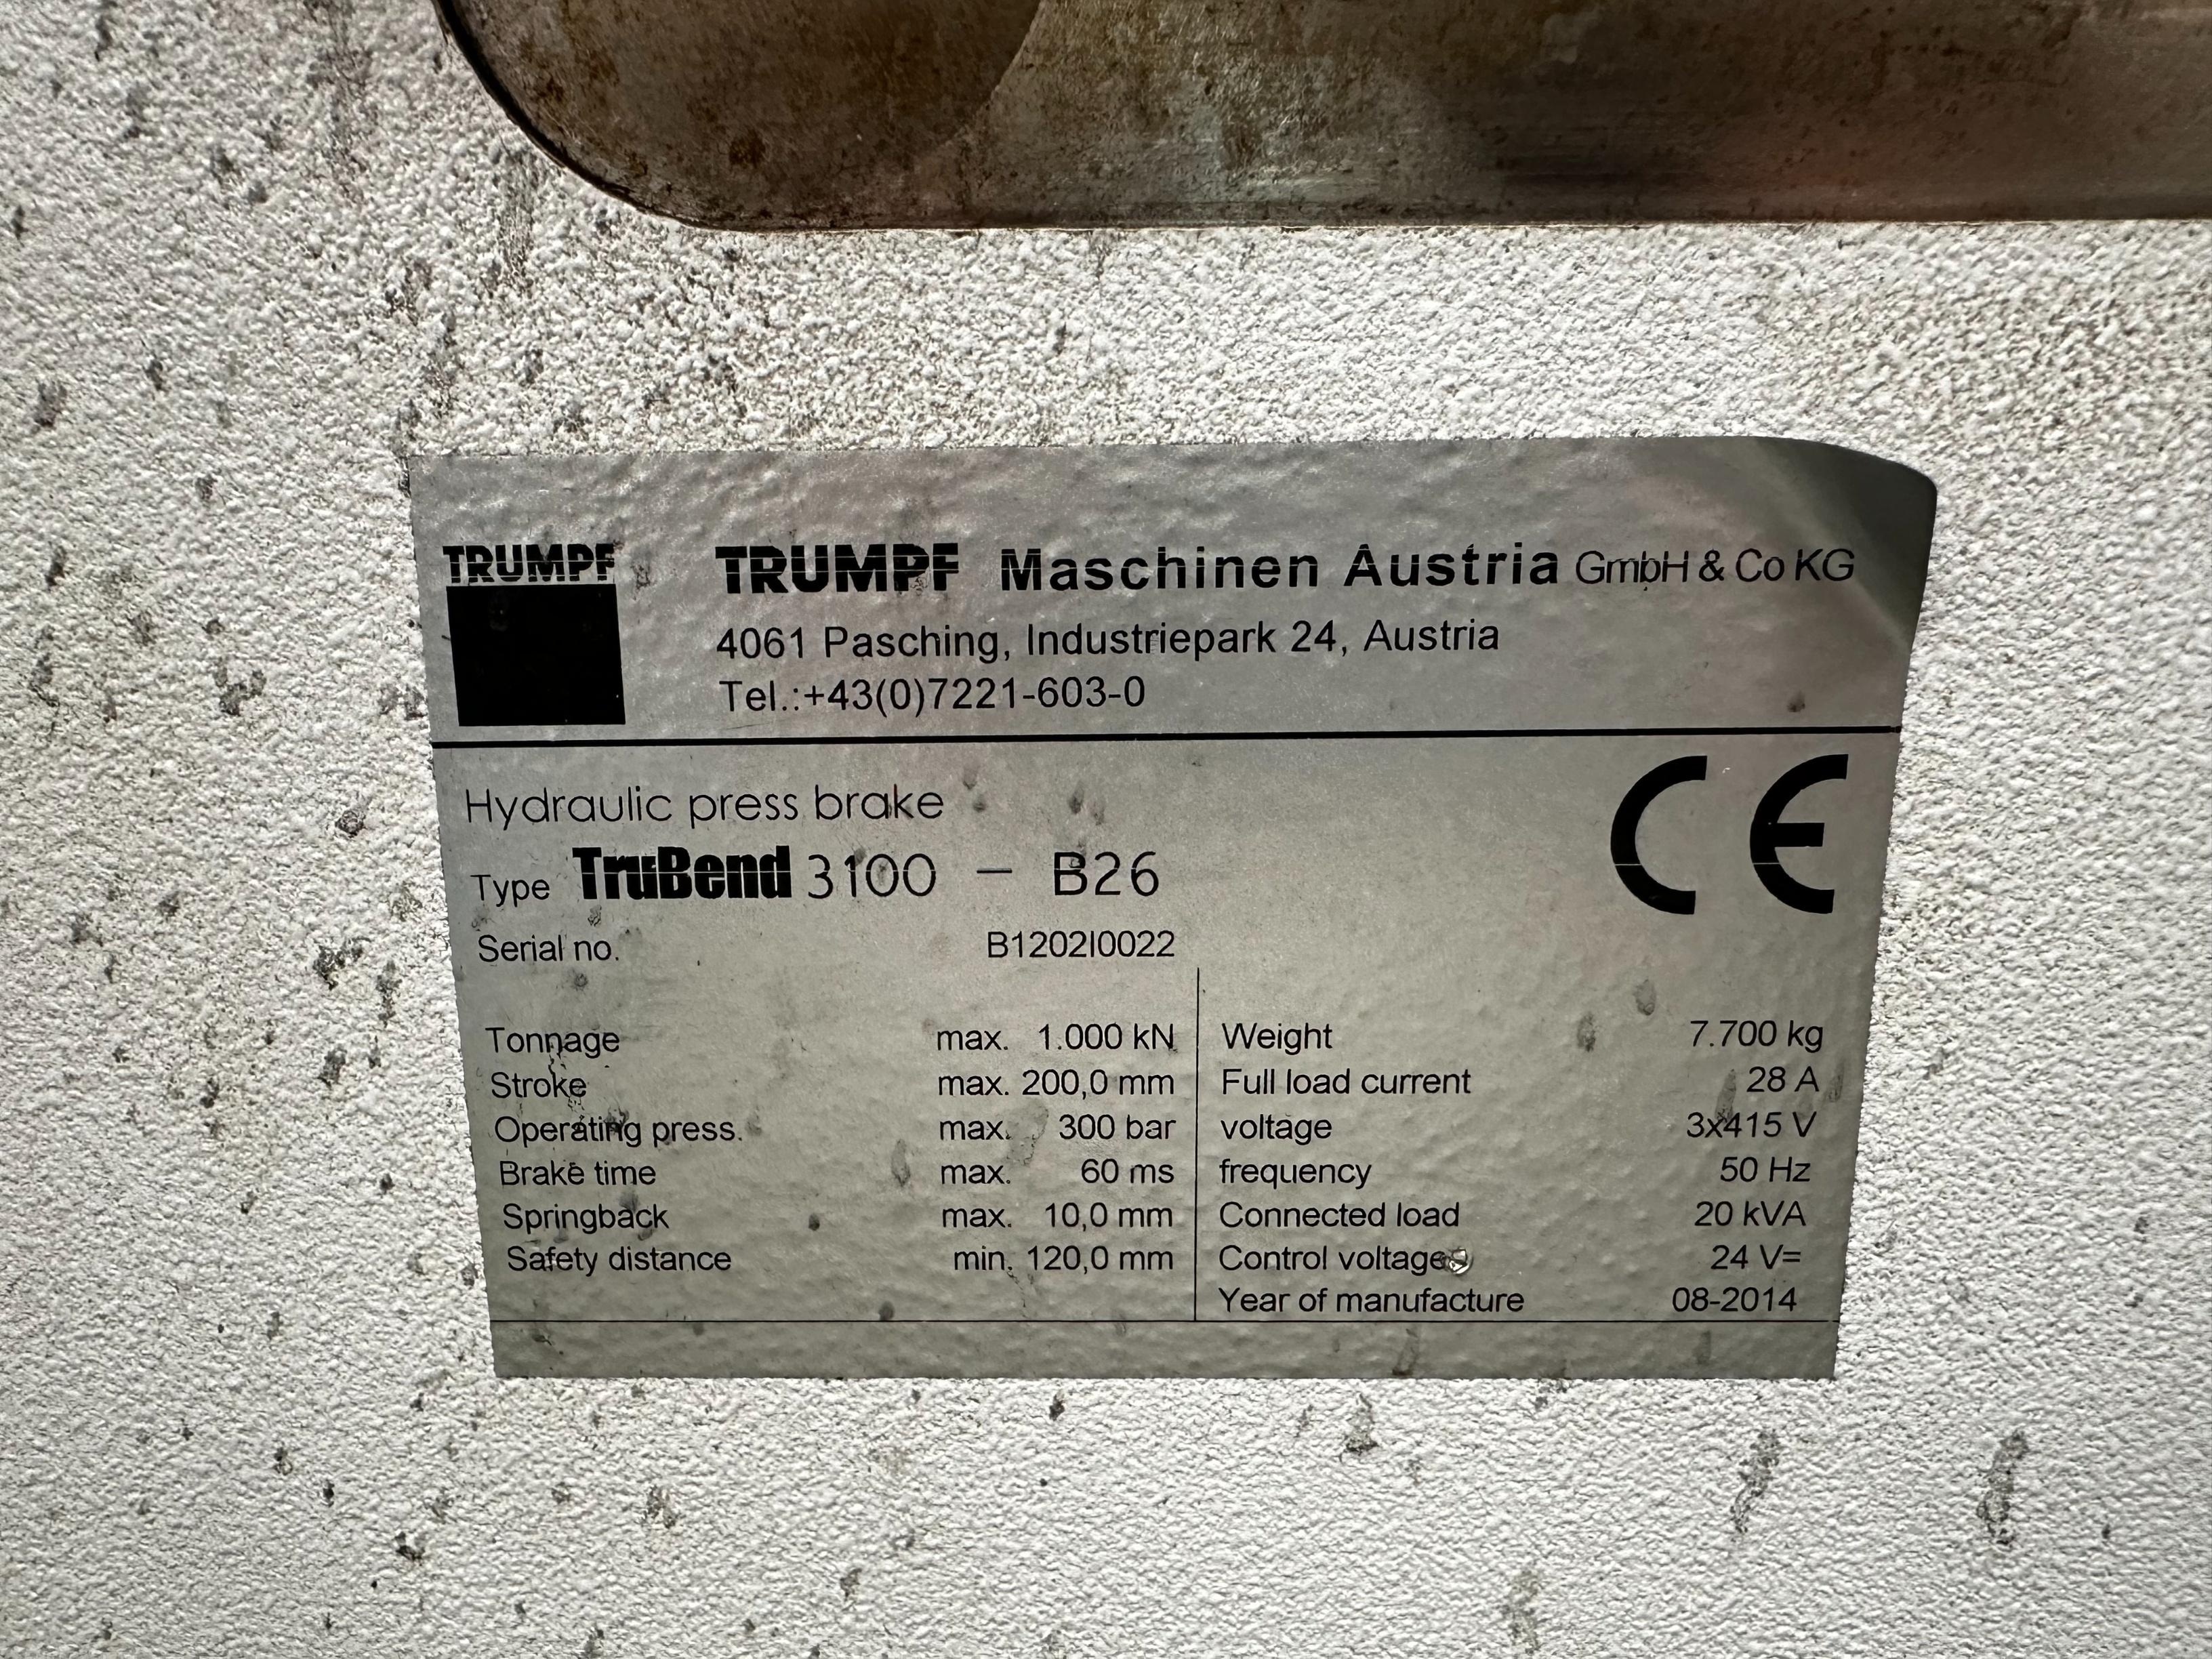 TRUMPF
TRUMPF Maschinen Austria GmbH & Co KG
4061 Pasching, Industriepark 24, Austria
Tel.:+43(0)7221-603-0
CE
Hydraulic press brake
Type TruBend 3100 - B26
Serial no. B1202I0022
Tonnage max. 1.000 kN
Stroke max. 200,0 mm
Operating press. max. 300 bar
Brake time max. 60 ms
Springback max. 10,0 mm
Safety distance min. 120,0 mm
Weight 7.700 kg
Full load current 28 A
voltage 3x415 V
frequency 50 Hz
Connected load 20 kVA
Control voltage 24 V=
Year of manufacture 08-2014